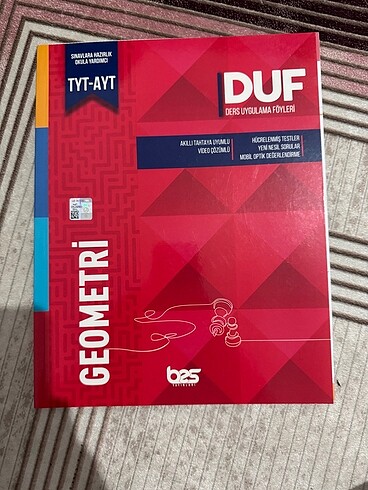 SINAVLARA HAZIRLIK
OKULA YARDIMCI
TYT-AYT
DUF
DERS UYGULAMA FÖYLERİ
AKILLI TAHTAYA UYUMLU
VİDEO ÇÖZÜMLÜ
HÜCRELENMİŞ TESTLER
YENİ NESİL SORULAR
MOBİL OPTİK DEĞERLENDİRME
GEOMETRİ
bes
YAYINLARI